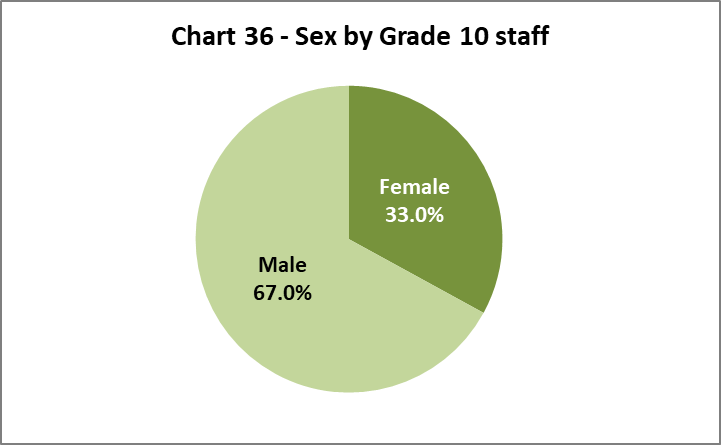 Chart 36 - Sex by Grade 10 staff
Female
33.0%
Male
67.0%